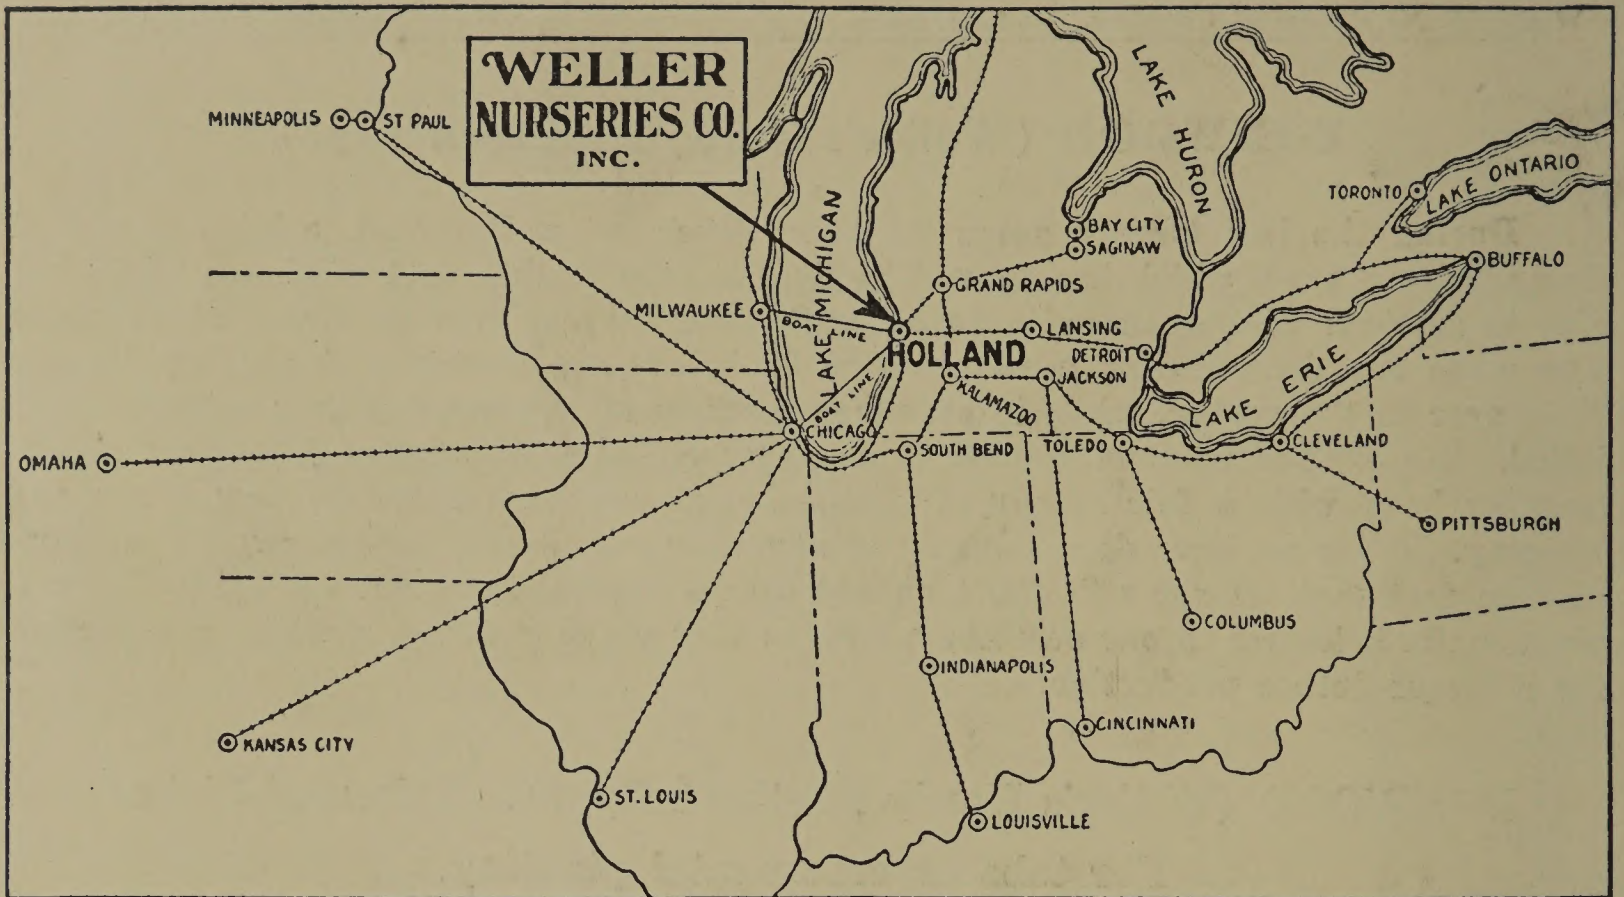 WELLER
NURSERIES CO.
INC.
MINNEAPOLIS
ST PAUL
LAKE HURON
LAKE ONTARIO
TORONTO
LAKE MICHIGAN
BAY CITY
SAGINAW
BUFFALO
GRAND RAPIDS
MILWAUKEE
BOAT LINE
LANSING
HOLLAND
DETROIT
LAKE ERIE
BOAT LINE
KALAMAZOO
JACKSON
CHICAGO
SOUTH BEND
TOLEDO
CLEVELAND
OMAHA
PITTSBURGH
COLUMBUS
INDIANAPOLIS
CINCINNATI
KANSAS CITY
ST. LOUIS
LOUISVILLE